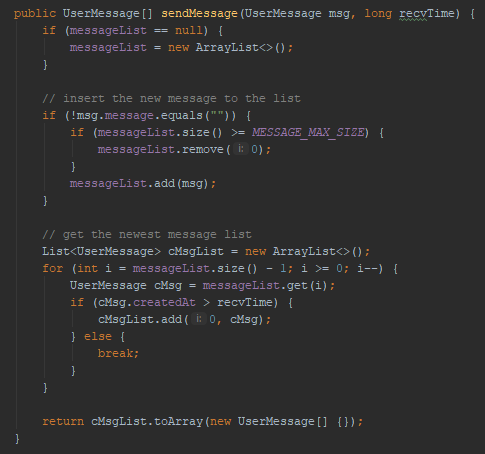 public UserMessage[] sendMessage(UserMessage msg, long recvTime) {
    if (messageList == null) {
        messageList = new ArrayList<>();
    }

    // insert the new message to the list
    if (!msg.message.equals("")) {
        if (messageList.size() >= MESSAGE_MAX_SIZE) {
            messageList.remove( i: 0);
        }
        messageList.add(msg);
    }

    // get the newest message list
    List<UserMessage> cMsgList = new ArrayList<>();
    for (int i = messageList.size() - 1; i >= 0; i--) {
        UserMessage cMsg = messageList.get(i);
        if (cMsg.createdAt > recvTime) {
            cMsgList.add( i: 0, cMsg);
        } else {
            break;
        }
    }

    return cMsgList.toArray(new UserMessage[] {});
}